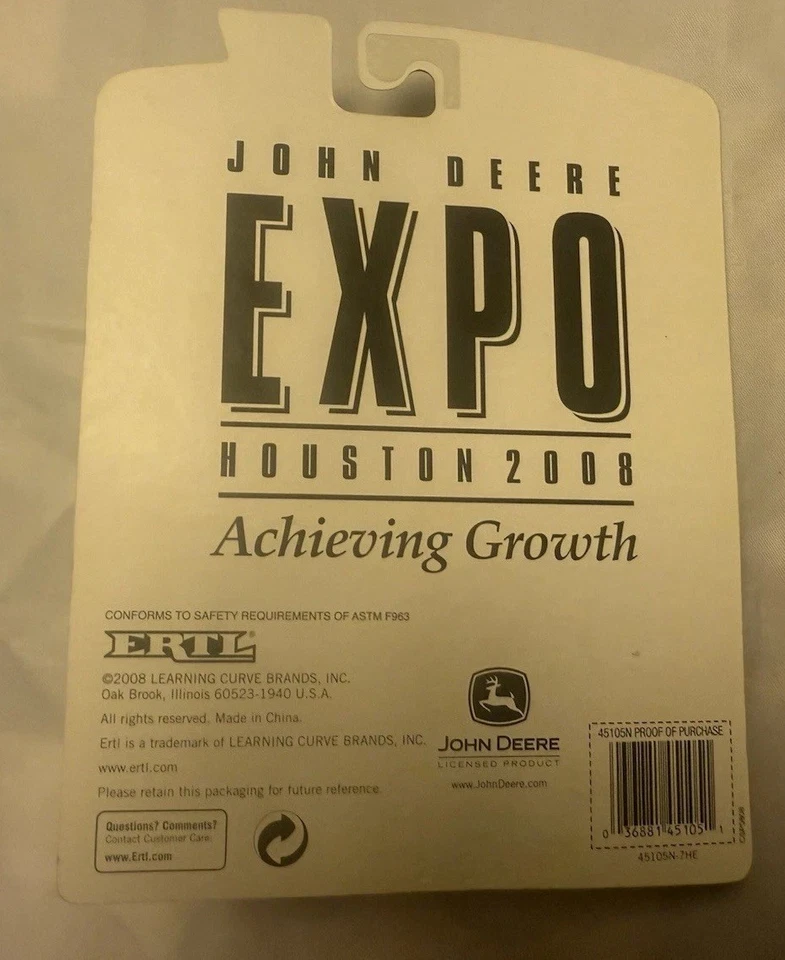 JOHN DEERE
EXPO
HOUSTON 2008
Achieving Growth
CONFORMS TO SAFETY REQUIREMENTS OF ASTM F963
ERTL®
©2008 LEARNING CURVE BRANDS, INC.
Oak Brook, Illinois 60523-1940 U.S.A.
All rights reserved. Made in China.
Ertl is a trademark of LEARNING CURVE BRANDS, INC.
www.ertl.com
Please retain this packaging for future reference.
Questions? Comments?
Contact Customer Care:
www.Ertl.com
JOHN DEERE
LICENSED PRODUCT
www.JohnDeere.com
45105N PROOF OF PURCHASE
0 36881 45105 1
45105N-7HE